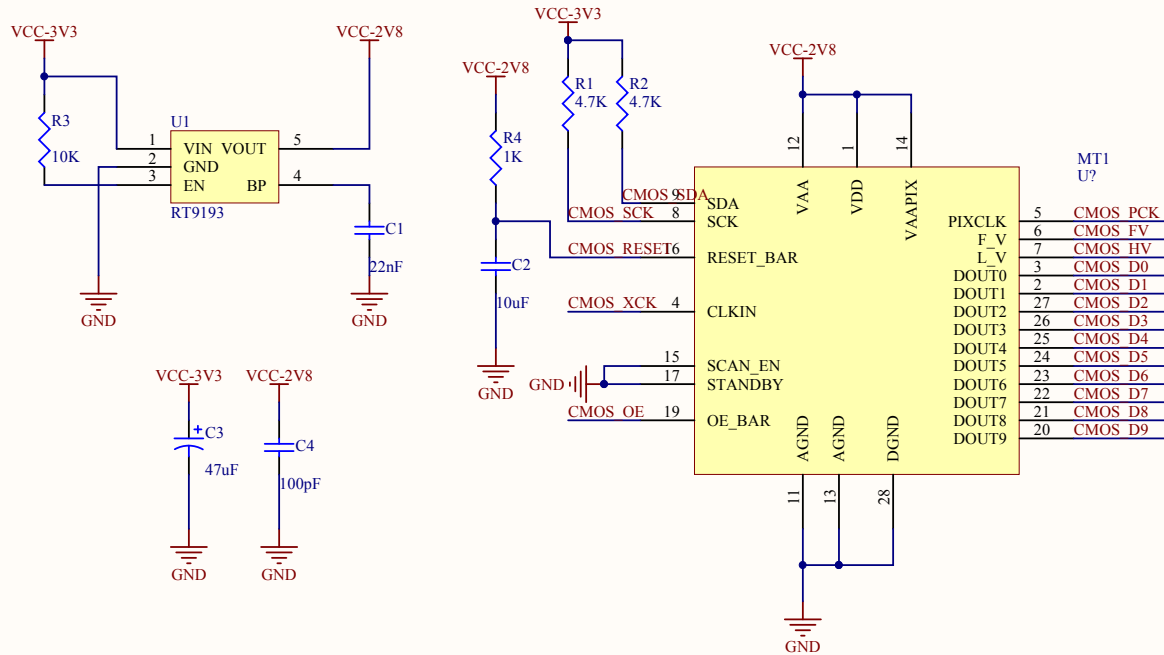 VCC-3V3
R3
10K
U1
1
2
3
VIN
GND
EN
VOUT
BP
5
4
RT9193
VCC-2V8
C1
22nF
GND
GND
VCC-3V3
C3
47uF
GND
VCC-2V8
C4
100pF
GND
VCC-2V8
R4
1K
C2
10uF
GND
VCC-3V3
R1
4.7K
R2
4.7K
VCC-2V8
12
1
14
VAA
VDD
VAAPIX
MT1
U?
CMOS_SDA
9
SDA
CMOS_SCK
8
SCK
CMOS_RESET
16
RESET_BAR
CMOS_XCK
4
CLKIN
GND
15
SCAN_EN
17
STANDBY
CMOS_OE
19
OE_BAR
PIXCLK
5
CMOS_PCK
F_V
6
CMOS_FV
L_V
7
CMOS_HV
DOUT0
3
CMOS_D0
DOUT1
2
CMOS_D1
DOUT2
27
CMOS_D2
DOUT3
26
CMOS_D3
DOUT4
25
CMOS_D4
DOUT5
24
CMOS_D5
DOUT6
23
CMOS_D6
DOUT7
22
CMOS_D7
DOUT8
21
CMOS_D8
DOUT9
20
CMOS_D9
AGND
AGND
DGND
11
13
28
GND